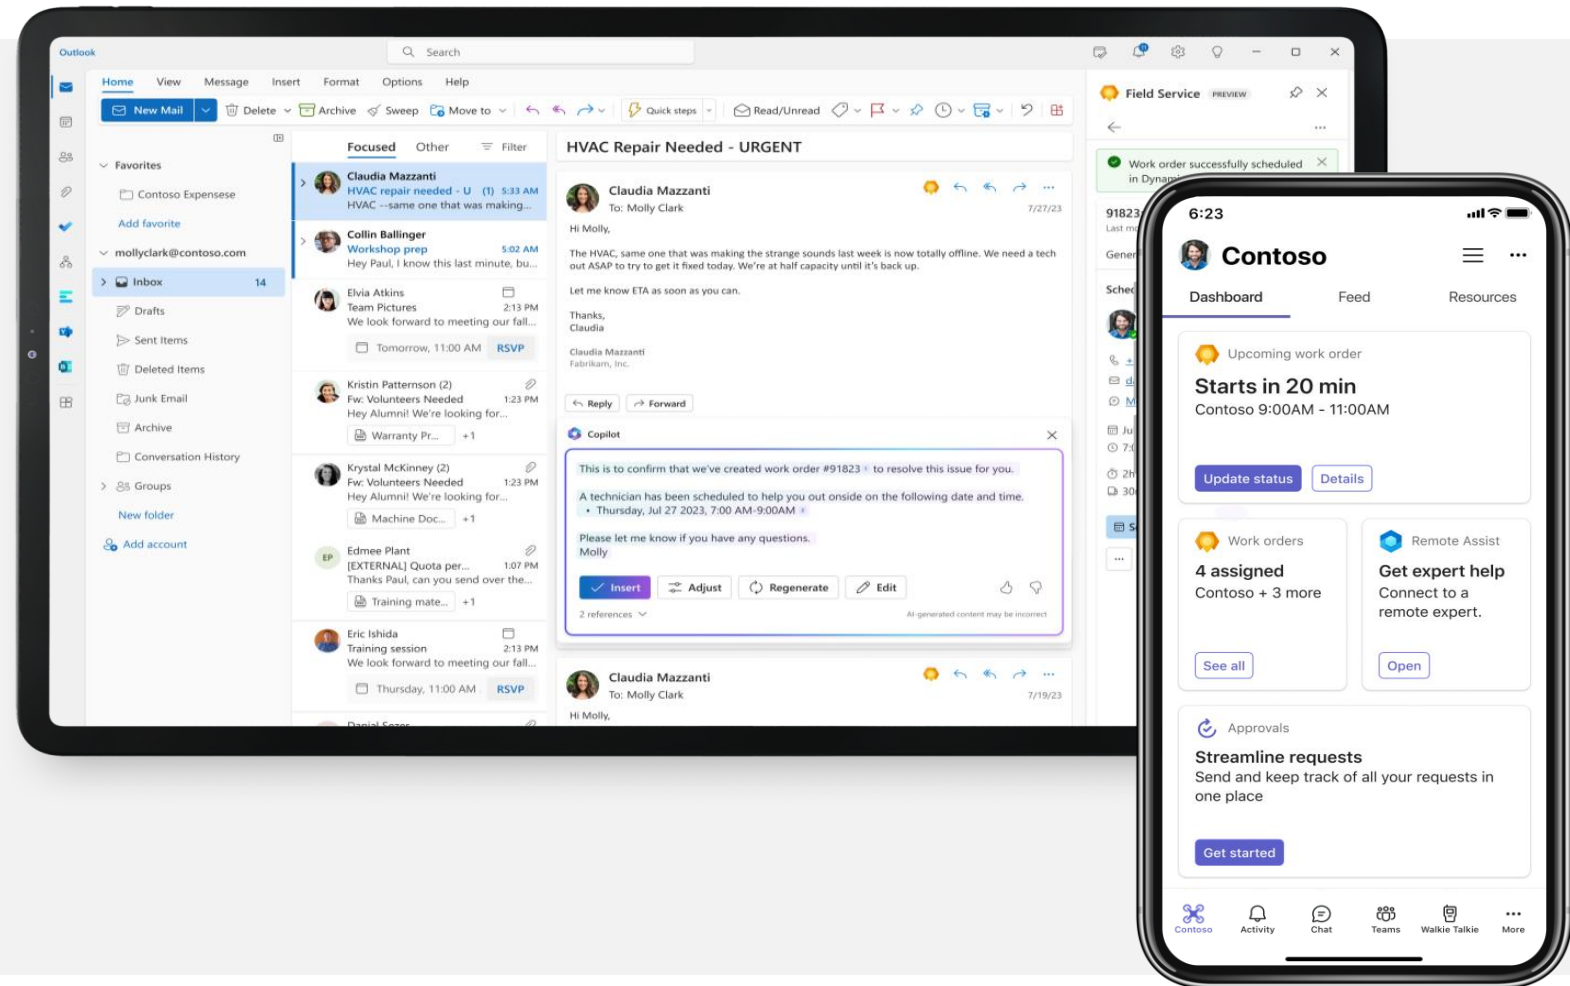 Outlook
Search
Home View Message Insert Format Options Help
New Mail Delete Archive Sweep Move to Quick steps Read/Unread
Favorites
Contoso Expensese
Add favorite
mollyclark@contoso.com
Inbox 14
Drafts
Sent Items
Deleted Items
Junk Email
Archive
Conversation History
Groups
New folder
Add account
Focused Other Filter
Claudia Mazzanti
HVAC repair needed - U (1) 5:33 AM
HVAC --same one that was making...
Collin Ballinger
Workshop prep 5:02 AM
Hey Paul, I know this last minute, bu...
Elvia Atkins
Team Pictures 2:13 PM
We look forward to meeting our fall...
Tomorrow, 11:00 AM RSVP
Kristin Patternson (2)
Fw: Volunteers Needed 1:23 PM
Hey Alumni! We're looking for...
Warranty Pr... +1
Krystal McKinney (2)
Fw: Volunteers Needed 1:23 PM
Hey Alumni! We're looking for...
Machine Doc... +1
EP
Edmee Plant
[EXTERNAL] Quota per... 1:07 PM
Thanks Paul, can you send over the...
Training mate... +1
Eric Ishida
Training session 2:13 PM
We look forward to meeting our fall...
Thursday, 11:00 AM RSVP
HVAC Repair Needed - URGENT
Claudia Mazzanti
To: Molly Clark 7/27/23
Hi Molly,
The HVAC, same one that was making the strange sounds last week is now totally offline. We need a tech
out ASAP to try to get it fixed today. We're at half capacity until it's back up.
Let me know ETA as soon as you can.
Thanks,
Claudia
Claudia Mazzanti
Fabrikam, Inc.
Reply Forward
Copilot
This is to confirm that we've created work order #91823 to resolve this issue for you.
A technician has been scheduled to help you out onside on the following date and time.
• Thursday, Jul 27 2023, 7:00 AM-9:00AM
Please let me know if you have any questions.
Molly
Insert Adjust Regenerate Edit
2 references AI-generated content may be incorrect
Claudia Mazzanti
To: Molly Clark 7/19/23
Hi Molly,
Field Service PREVIEW
Work order successfully scheduled
in
91823
Last
6:23
Contoso
Dashboard Feed Resources
Upcoming work order
Starts in 20 min
Contoso 9:00AM - 11:00AM
Update status Details
Work orders
4 assigned
Contoso + 3 more
See all
Remote Assist
Get expert help
Connect to a
remote expert.
Open
Approvals
Streamline requests
Send and keep track of all your requests in
one place
Get started
Contoso Activity Chat Teams Walkie Talkie More